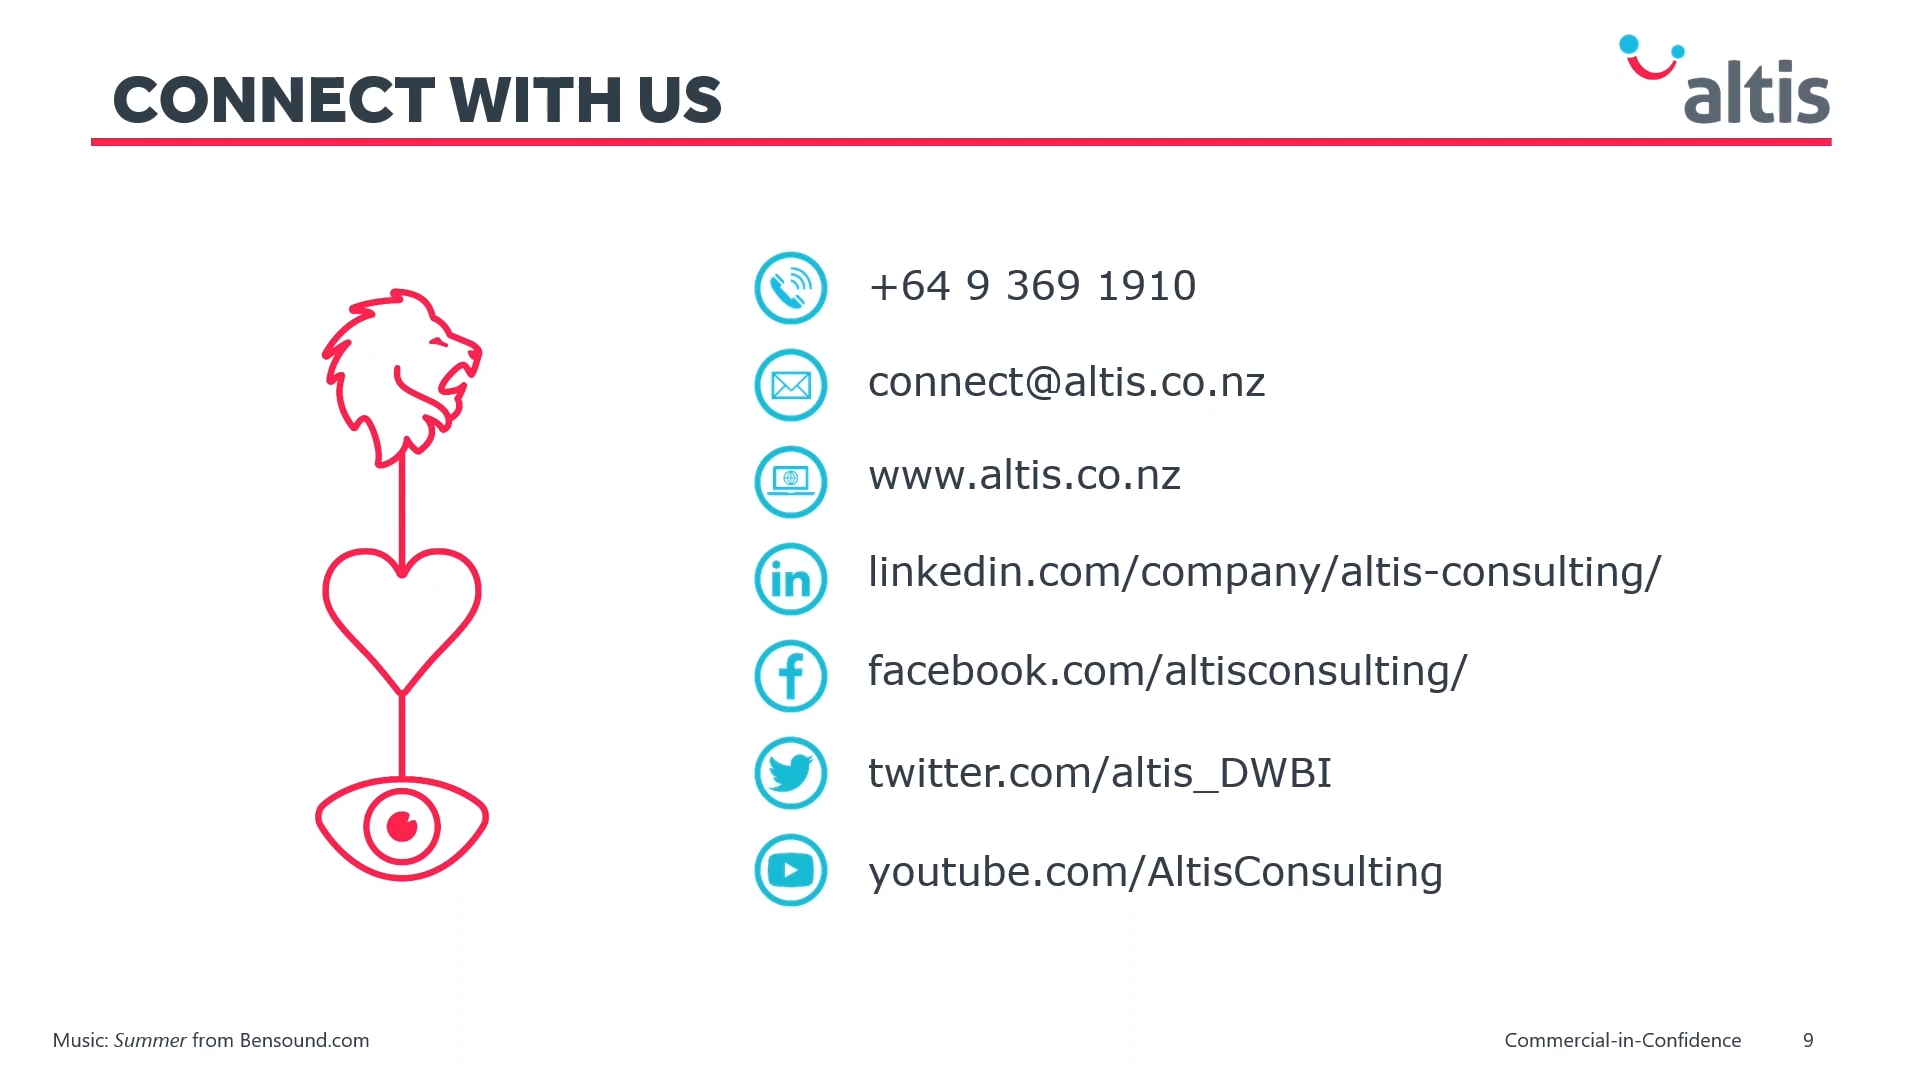 CONNECT WITH US
altis
+64 9 369 1910
connect@altis.co.nz
www.altis.co.nz
linkedin.com/company/altis-consulting/
facebook.com/altisconsulting/
twitter.com/altis_DWBI
youtube.com/AltisConsulting
Music: Summer from Bensound.com
Commercial-in-Confidence 9